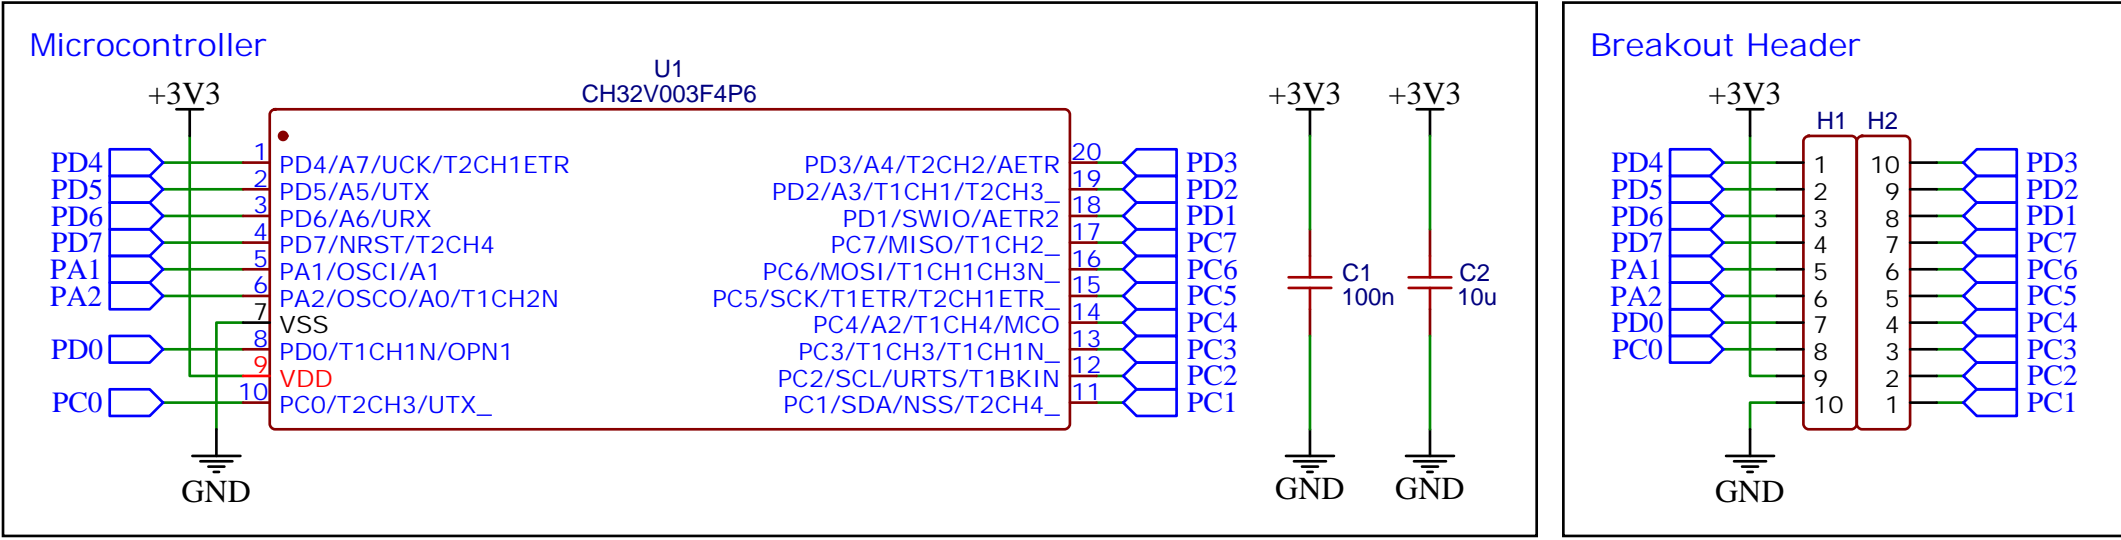 Microcontroller
U1
CH32V003F4P6
+3V3
PD4 1 PD4/A7/UCK/T2CH1ETR
PD5 2 PD5/A5/UTX
PD6 3 PD6/A6/URX
PD7 4 PD7/NRST/T2CH4
PA1 5 PA1/OSCI/A1
PA2 6 PA2/OSCO/A0/T1CH2N
7 VSS
PD0 8 PD0/T1CH1N/OPN1
9 VDD
PC0 10 PC0/T2CH3/UTX_
GND
PD3/A4/T2CH2/AETR 20 PD3
PD2/A3/T1CH1/T2CH3_ 19 PD2
PD1/SWIO/AETR2 18 PD1
PC7/MISO/T1CH2_ 17 PC7
PC6/MOSI/T1CH1CH3N_ 16 PC6
PC5/SCK/T1ETR/T2CH1ETR_ 15 PC5
PC4/A2/T1CH4/MCO 14 PC4
PC3/T1CH3/T1CH1N_ 13 PC3
PC2/SCL/URTS/T1BKIN 12 PC2
PC1/SDA/NSS/T2CH4_ 11 PC1
+3V3
C1
100n
GND
+3V3
C2
10u
GND
Breakout Header
+3V3
H1 H2
PD4 1 10 PD3
PD5 2 9 PD2
PD6 3 8 PD1
PD7 4 7 PC7
PA1 5 6 PC6
PA2 6 5 PC5
PD0 7 4 PC4
PC0 8 3 PC3
9 2 PC2
10 1 PC1
GND